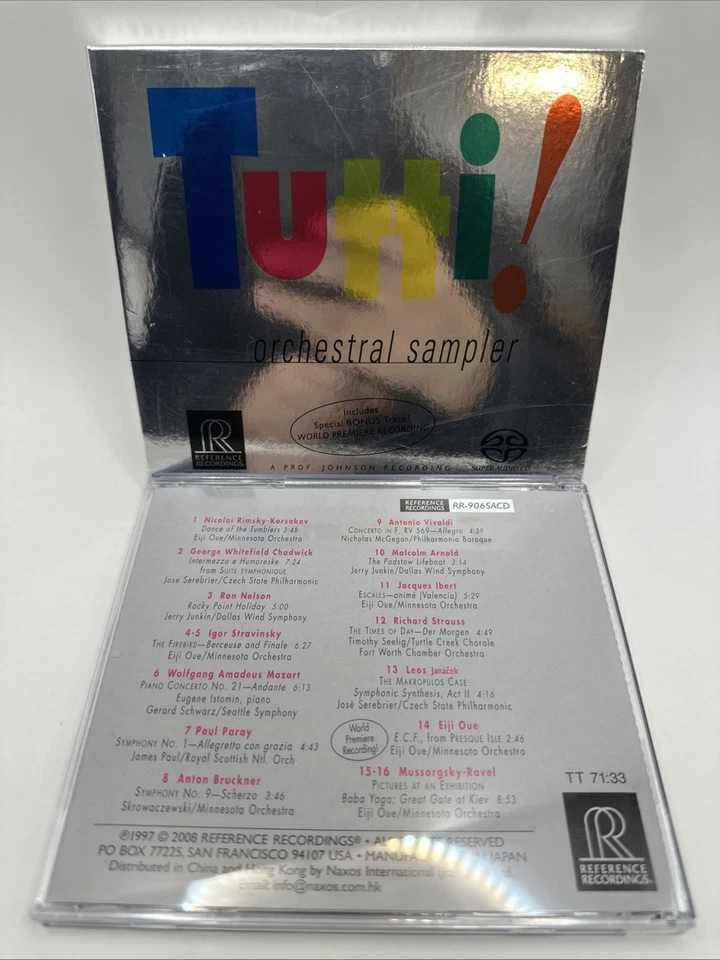 Tutti!
orchestral sampler
Includes
Special BONUS Track!
WORLD PREMIERE RECORDING
REFERENCE
RECORDINGS
A PROF. JOHNSON RECORDING
SUPER AUDIO CD
REFERENCE
RECORDINGS
RR-906SACD
1 Nicolai Rimsky-Korsakov
Dance of the Tumblers 3:48
Eiji Oue/Minnesota Orchestra
2 George Whitefield Chadwick
Intermezzo e Humoreske 7:24
from SUITE SYMPHONIQUE
Jose Serebrier/Czech State Philharmonic
3 Ron Nelson
Rocky Point Holiday 5:00
Jerry Junkin/Dallas Wind Symphony
4-5 Igor Stravinsky
THE FIREBIRD—Berceuse and Finale 6:27
Eiji Oue/Minnesota Orchestra
6 Wolfgang Amadeus Mozart
PIANO CONCERTO NO. 21—Andante 6:13
Eugene Istomin, piano
Gerard Schwarz/Seattle Symphony
7 Paul Paray
SYMPHONY NO. 1—Allegretto con grazia 4:43
James Paul/Royal Scottish Ntl. Orch
8 Anton Bruckner
SYMPHONY NO. 9—Scherzo 3:46
Skrowaczewski/Minnesota Orchestra
9 Antonio Vivaldi
CONCERTO IN F, RV 569—Allegro 4:39
Nicholas McGegan/Philharmonia Baroque
10 Malcolm Arnold
The Padstow Lifeboat 3:14
Jerry Junkin/Dallas Wind Symphony
11 Jacques Ibert
ESCALES—animé (Valencia) 5:29
Eiji Oue/Minnesota Orchestra
12 Richard Strauss
THE TIMES OF DAY—Der Morgen 4:49
Timothy Seelig/Turtle Creek Chorale
Fort Worth Chamber Orchestra
13 Leos Janáček
THE MAKROPULOS CASE
Symphonic Synthesis, Act II 4:16
José Serebrier/Czech State Philharmonic
World
Premiere
Recording!
14 Eiji Oue
E.C.F., from PRESQUE ISLE 2:46
Eiji Oue/Minnesota Orchestra
15-16 Mussorgsky-Ravel
PICTURES AT AN EXHIBITION
Baba Yaga; Great Gate at Kiev 8:53
Eiji Oue/Minnesota Orchestra
TT 71:33
REFERENCE
RECORDINGS
℗1997 © 2008 REFERENCE RECORDINGS® • RESERVED
PO BOX 77225, SAN FRANCISCO 94107 USA • JAPAN
Distributed in China and Hong Kong by Naxos International
Email: info@naxos.com.hk